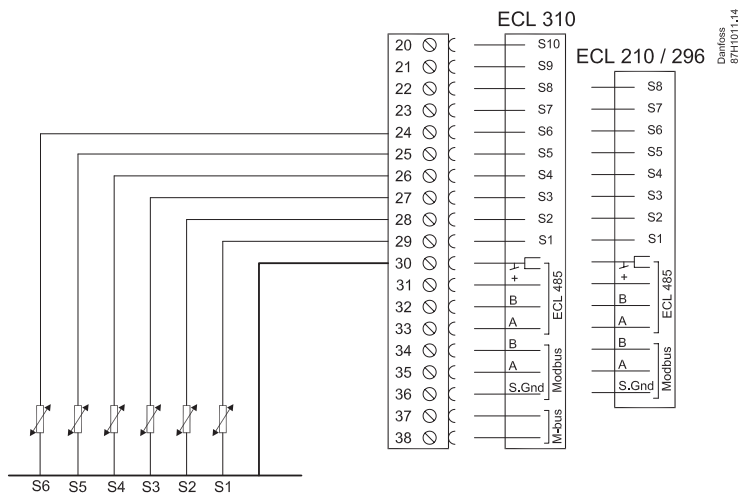 ECL 310
ECL 210 / 296
Danfoss
87H1011.14
20 S10
21 S9
22 S8 S8
23 S7 S7
24 S6 S6
25 S5 S5
26 S4 S4
27 S3 S3
28 S2 S2
29 S1 S1
30
31 + +
32 B B
33 A A
ECL 485 ECL 485
34 B B
35 A A
36 S.Gnd S.Gnd
Modbus Modbus
37
38
M-bus
S6 S5 S4 S3 S2 S1